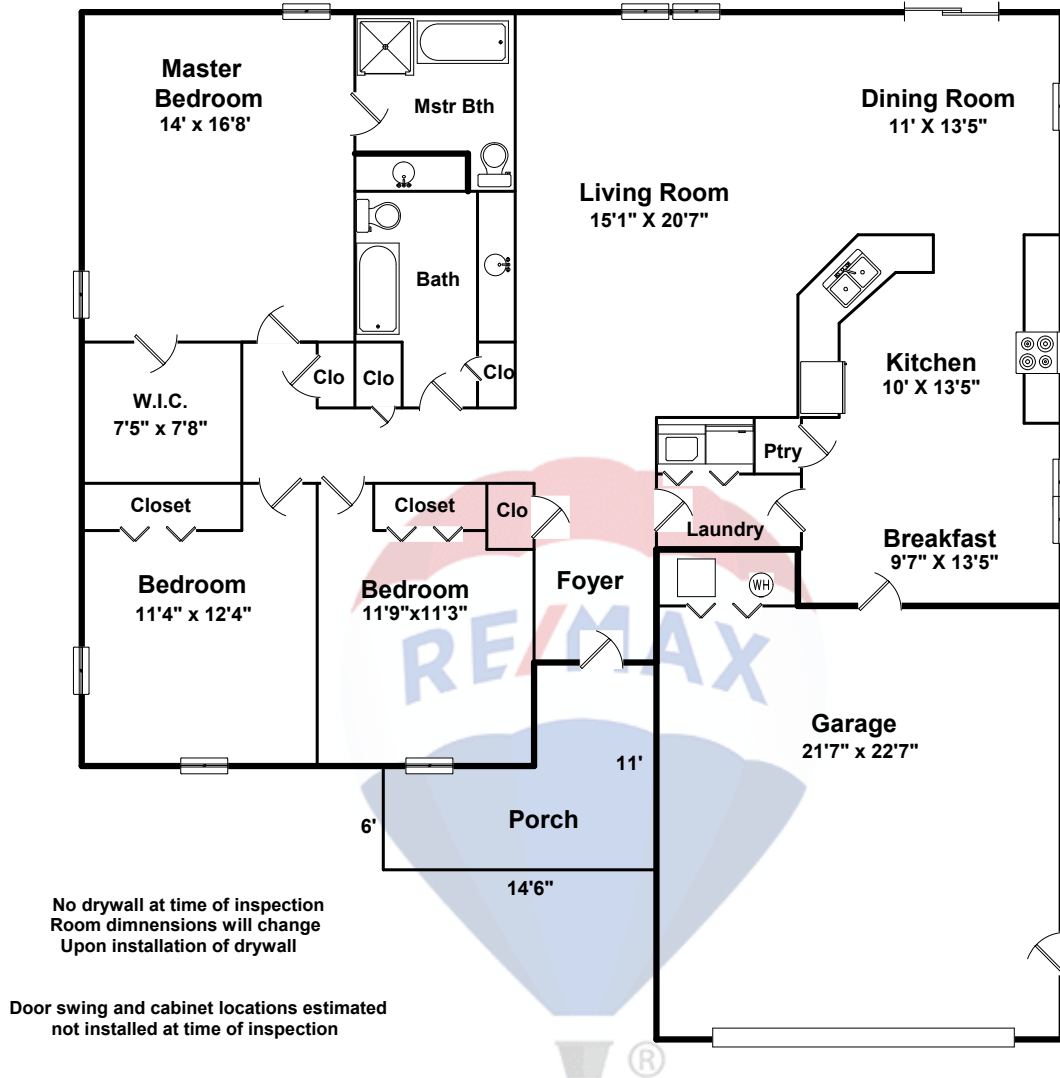 Master
Bedroom
14' x 16'8'
Mstr Bth
Dining Room
11' X 13'5"
Living Room
15'1" X 20'7"
Bath
Kitchen
10' X 13'5"
Clo
Clo
Clo
W.I.C.
7'5" x 7'8"
Ptry
Closet
Closet
Clo
Laundry
Breakfast
9'7" X 13'5"
Bedroom
11'4" x 12'4"
Bedroom
11'9"x11'3"
Foyer
WH
RE/MAX
Garage
21'7" x 22'7"
11'
6'
Porch
14'6"
No drywall at time of inspection
Room dimnensions will change
Upon installation of drywall
Door swing and cabinet locations estimated
not installed at time of inspection
®